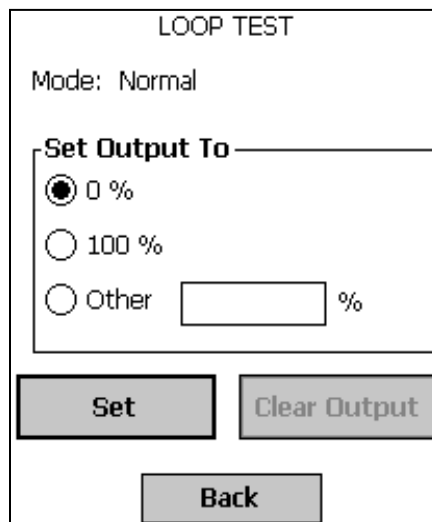 LOOP TEST
Mode: Normal
Set Output To
0 %
100 %
Other %
Set Clear Output
Back